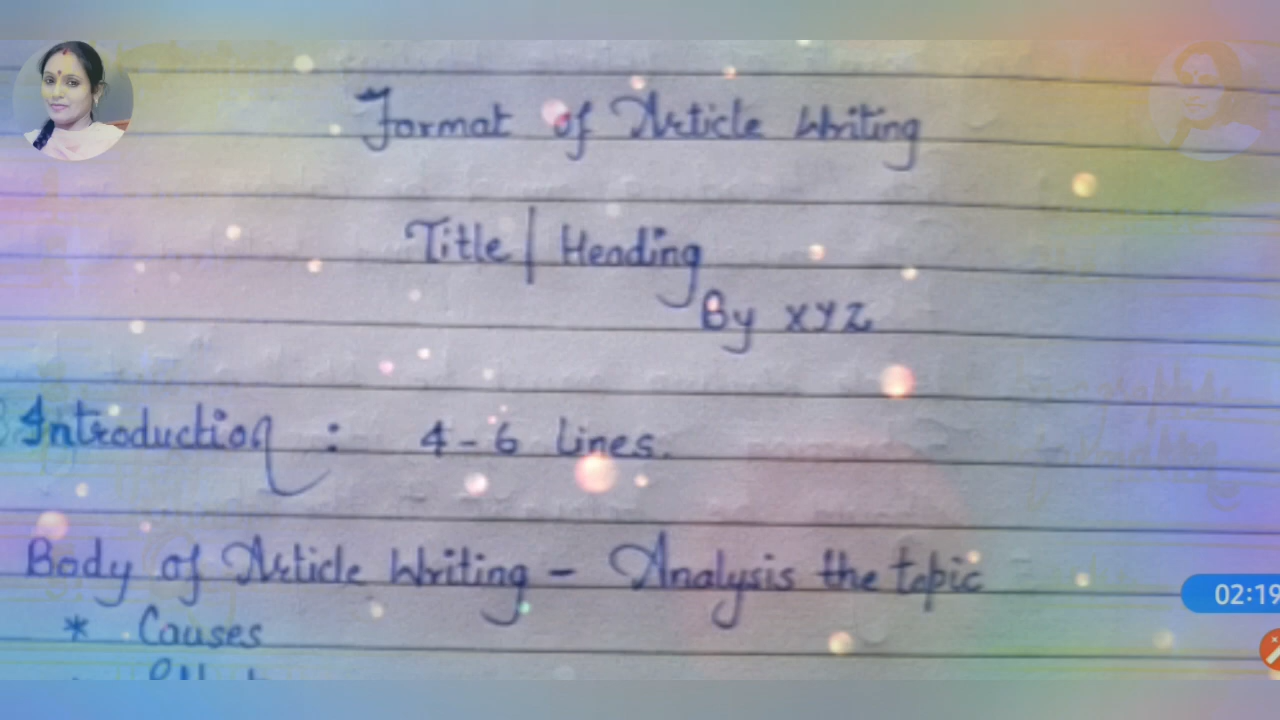 Format of Article Writing
Title | Heading
By XYZ
Introduction : 4-6 lines.
Body of Article Writing - Analysis the topic
02:19
* Causes